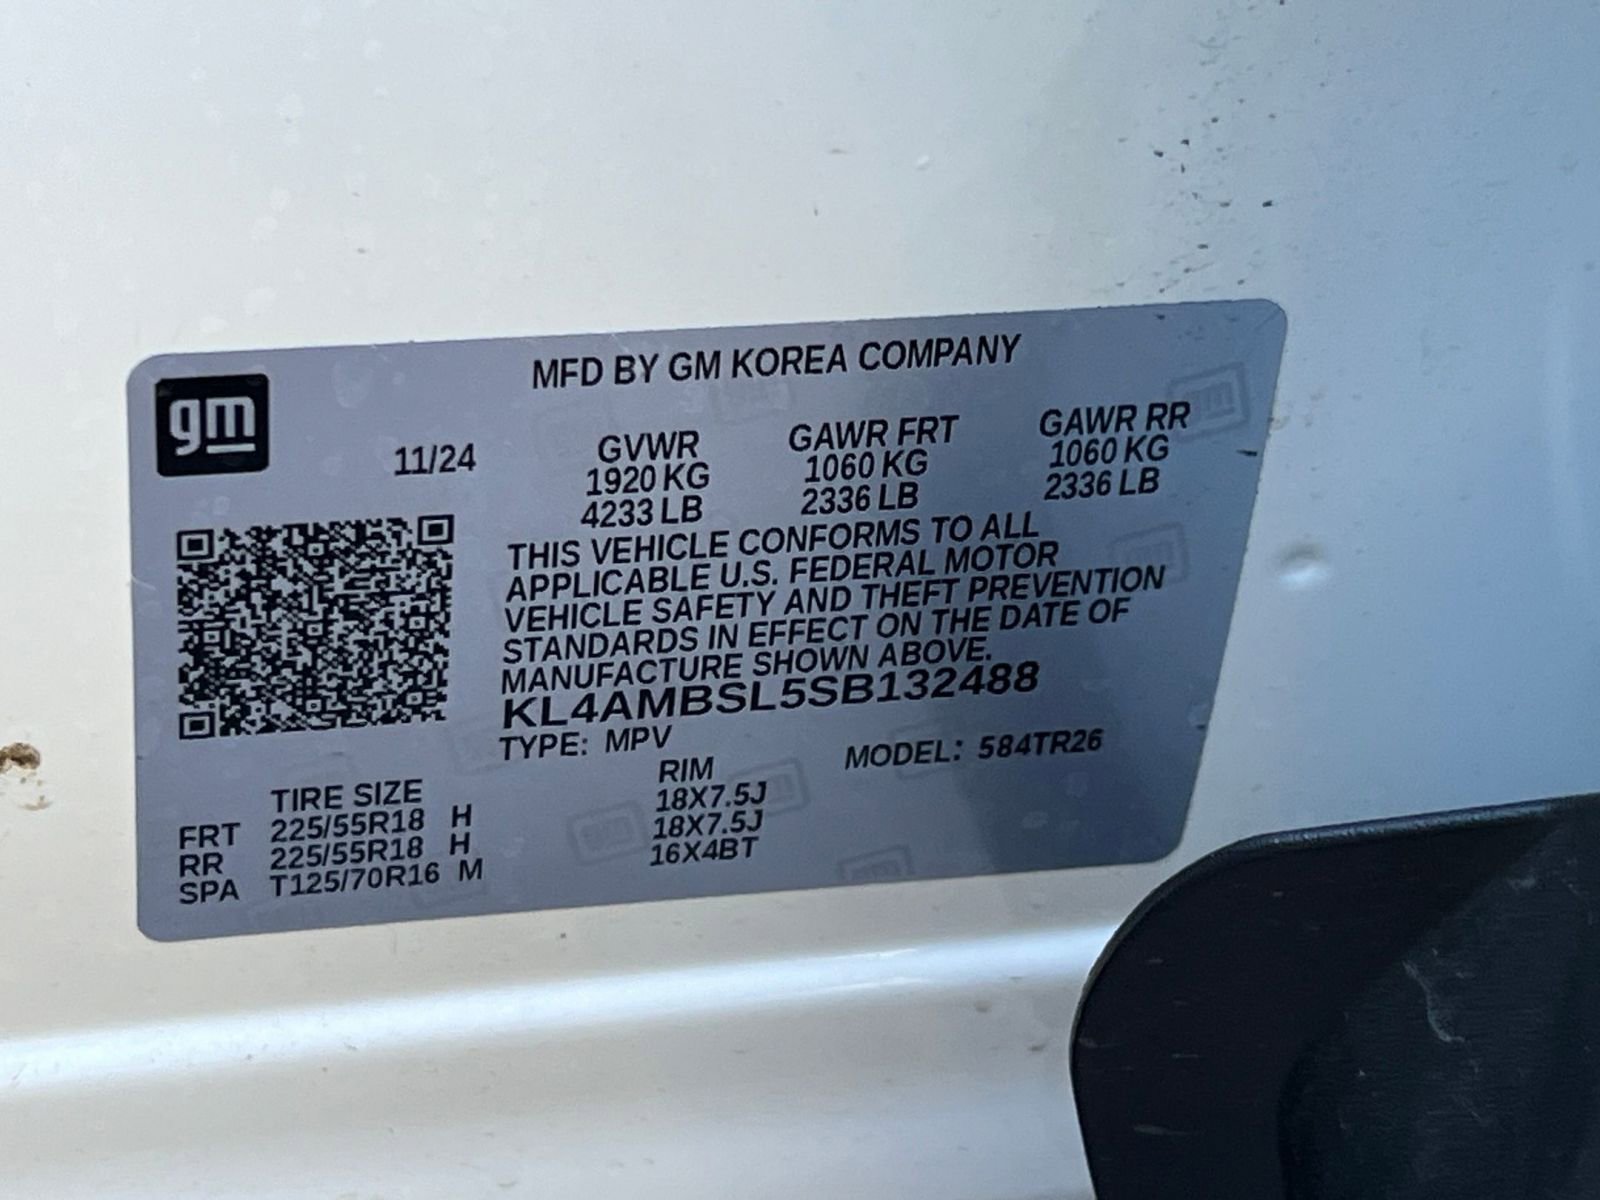 gm
MFD BY GM KOREA COMPANY
11/24
GVWR GAWR FRT GAWR RR
1920 KG 1060 KG 1060 KG
4233 LB 2336 LB 2336 LB
THIS VEHICLE CONFORMS TO ALL
APPLICABLE U.S. FEDERAL MOTOR
VEHICLE SAFETY AND THEFT PREVENTION
STANDARDS IN EFFECT ON THE DATE OF
MANUFACTURE SHOWN ABOVE.
KL4AMBSL5SB132488
TYPE: MPV MODEL: 584TR26
TIRE SIZE RIM
FRT 225/55R18 H 18X7.5J
RR 225/55R18 H 18X7.5J
SPA T125/70R16 M 16X4BT